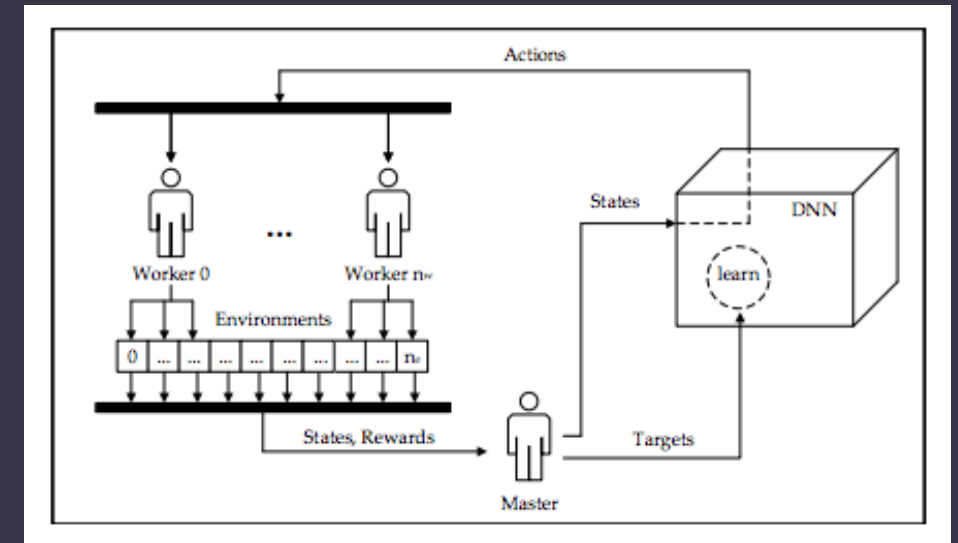 Actions
States
DNN
...
Worker 0
Worker nw
learn
Environments
0 ... ... ... ... ... ... ... ... ne
States, Rewards
Targets
Master